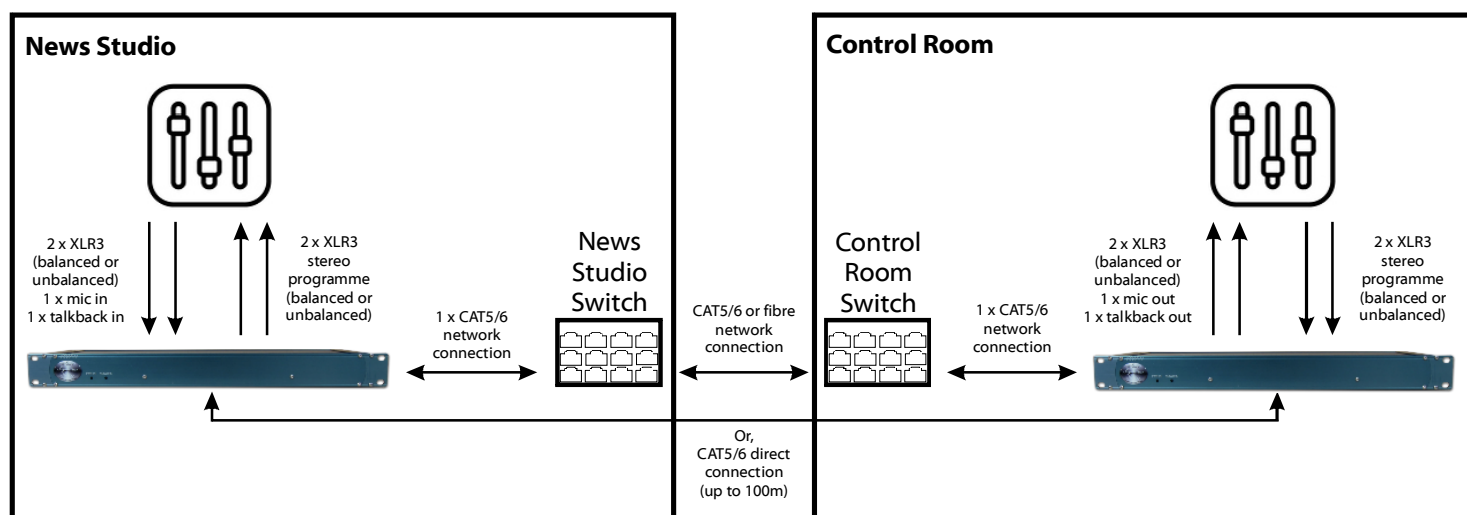 News Studio
Control Room
2 x XLR3
(balanced or
unbalanced)
1 x mic in
1 x talkback in
2 x XLR3
stereo
programme
(balanced or
unbalanced)
1 x CAT5/6
network
connection
News
Studio
Switch
CAT5/6 or fibre
network
connection
Control
Room
Switch
1 x CAT5/6
network
connection
2 x XLR3
(balanced or
unbalanced)
1 x mic out
1 x talkback out
2 x XLR3
stereo
programme
(balanced or
unbalanced)
Or,
CAT5/6 direct
connection
(up to 100m)